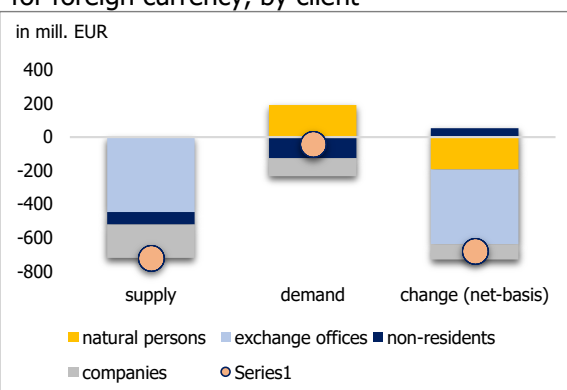 for foreign currency, by client
in mill. EUR
400
200
0
-200
-400
-600
-800
supply demand change (net-basis)
natural persons exchange offices non-residents
companies Series1